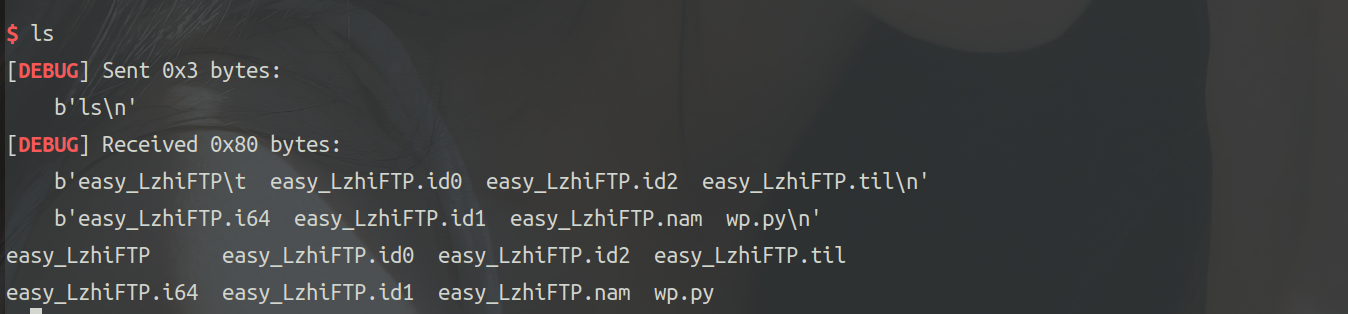 $ ls
[DEBUG] Sent 0x3 bytes:
    b'ls\n'
[DEBUG] Received 0x80 bytes:
    b'easy_LzhiFTP\t  easy_LzhiFTP.id0  easy_LzhiFTP.id2  easy_LzhiFTP.til\n'
    b'easy_LzhiFTP.i64  easy_LzhiFTP.id1  easy_LzhiFTP.nam  wp.py\n'
easy_LzhiFTP      easy_LzhiFTP.id0  easy_LzhiFTP.id2  easy_LzhiFTP.til
easy_LzhiFTP.i64  easy_LzhiFTP.id1  easy_LzhiFTP.nam  wp.py